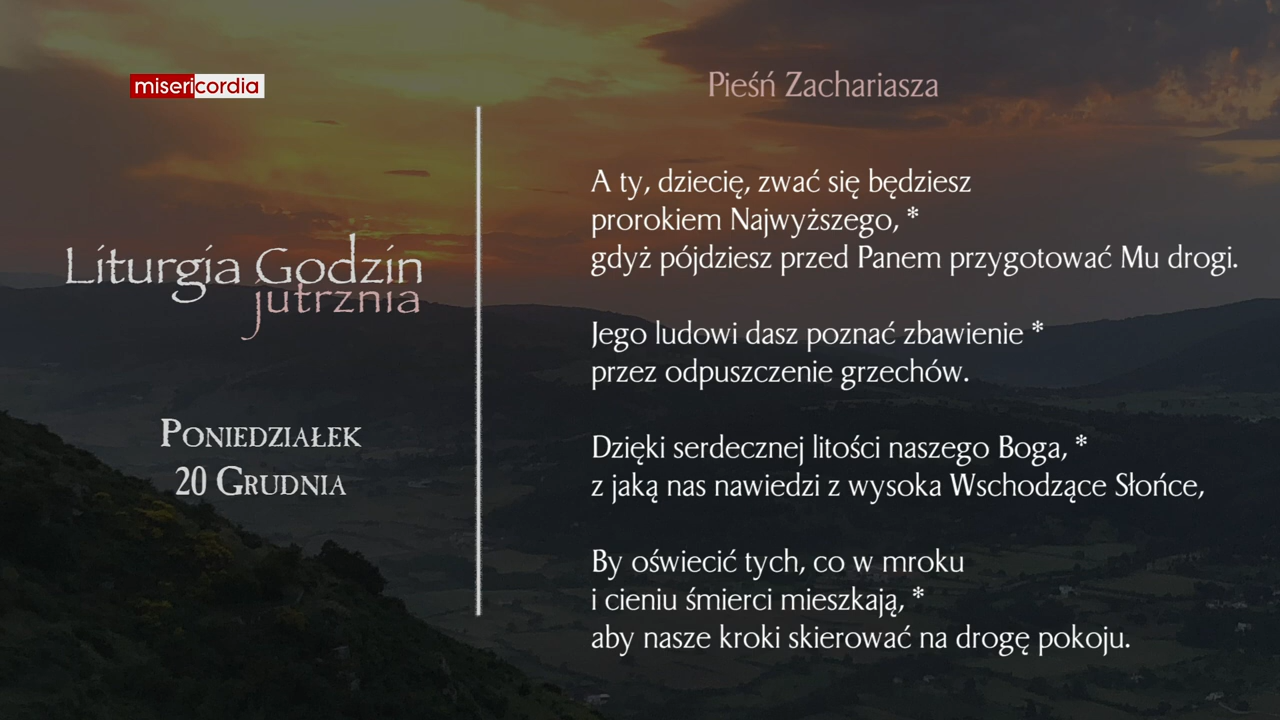 misericordia
Liturgia Godzin
jutrznia
Poniedziałek
20 Grudnia
Pieśń Zachariasza
A ty, dziecię, zwać się będziesz
prorokiem Najwyższego, *
gdyż pójdziesz przed Panem przygotować Mu drogi.
Jego ludowi dasz poznać zbawienie *
przez odpuszczenie grzechów.
Dzięki serdecznej litości naszego Boga, *
z jaką nas nawiedzi z wysoka Wschodzące Słońce,
By oświecić tych, co w mroku
i cieniu śmierci mieszkają, *
aby nasze kroki skierować na drogę pokoju.